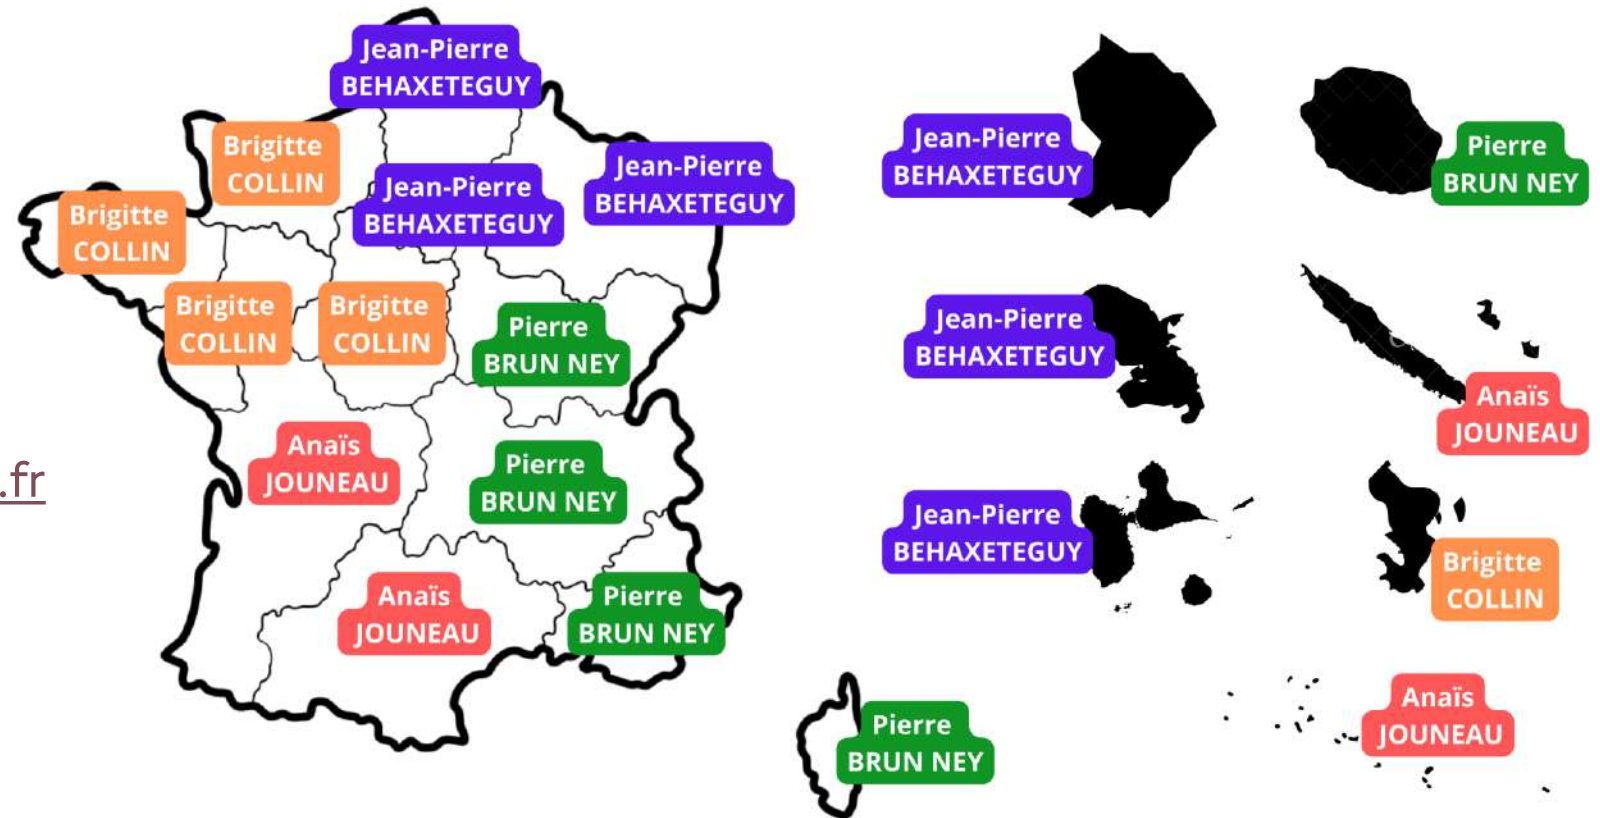 Jean-Pierre
BEHAXETEGUY
Brigitte
COLLIN
Jean-Pierre
BEHAXETEGUY
Jean-Pierre
BEHAXETEGUY
Brigitte
COLLIN
Brigitte
COLLIN
Brigitte
COLLIN
Pierre
BRUN NEY
Anaïs
JOUNEAU
.fr
Pierre
BRUN NEY
Anaïs
JOUNEAU
Pierre
BRUN NEY
Pierre
BRUN NEY
Jean-Pierre
BEHAXETEGUY
Pierre
BRUN NEY
Jean-Pierre
BEHAXETEGUY
Anaïs
JOUNEAU
Jean-Pierre
BEHAXETEGUY
Brigitte
COLLIN
Anaïs
JOUNEAU